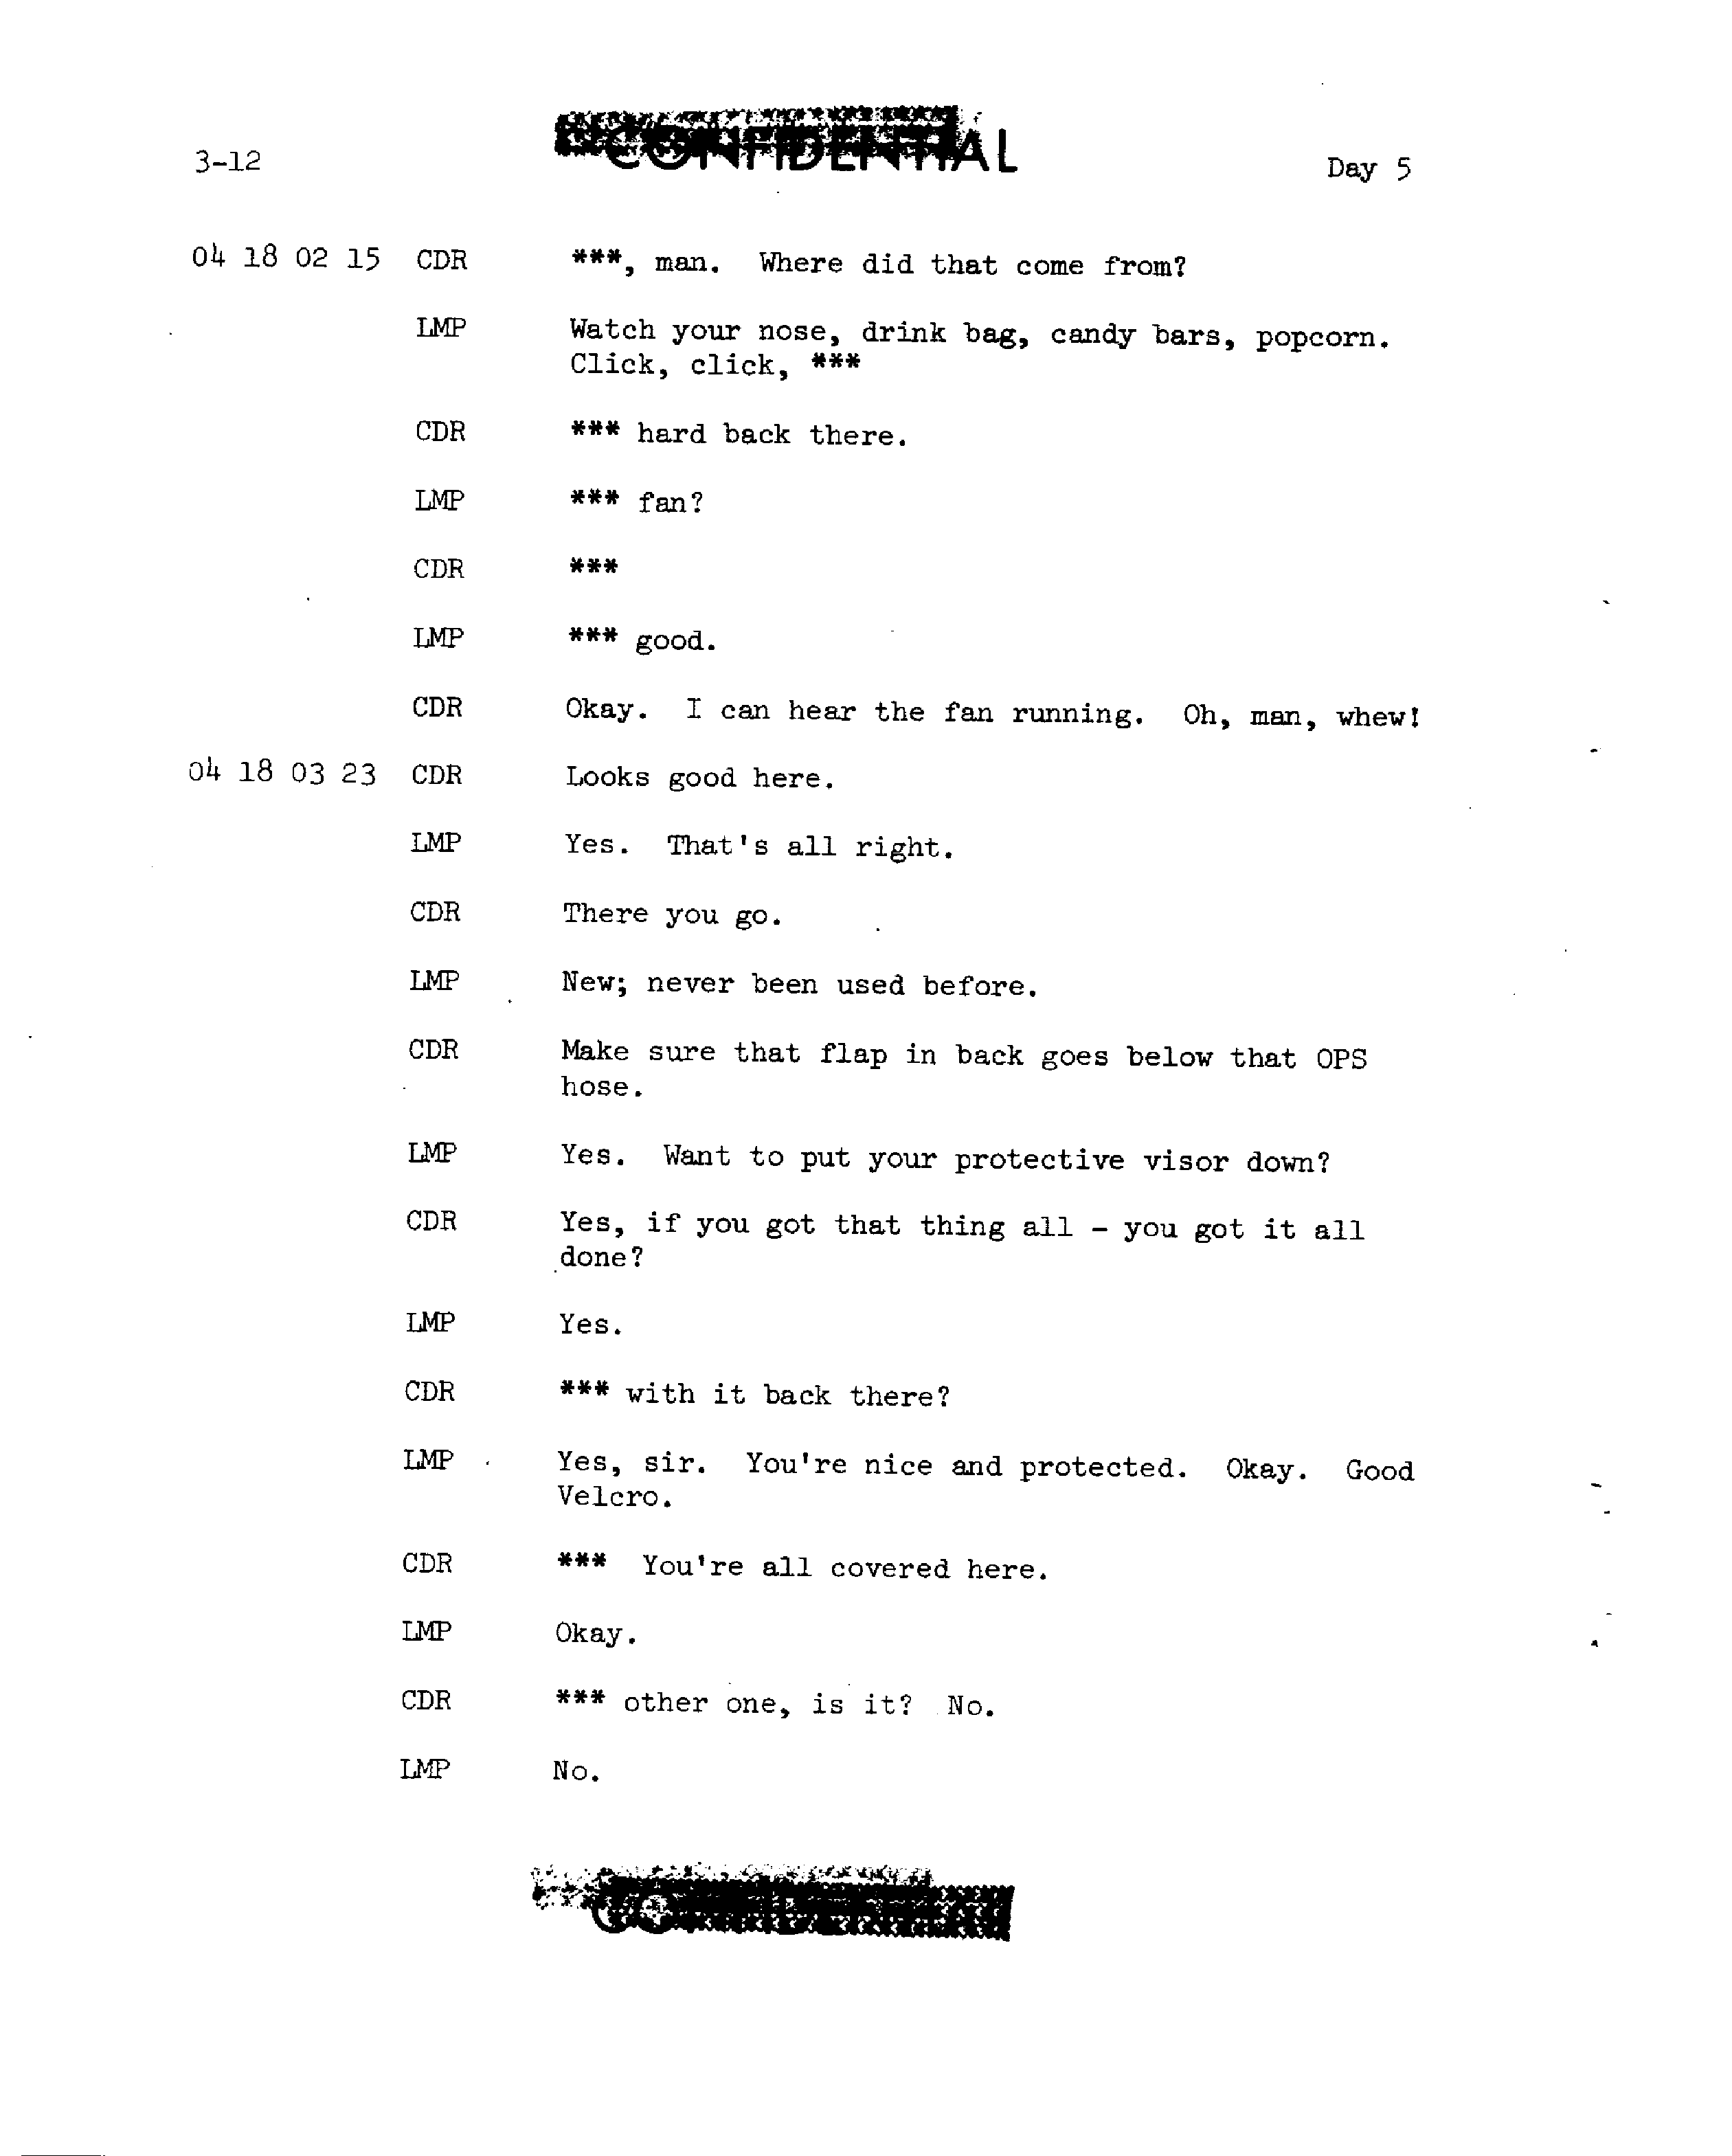 3-12
CONFIDENTIAL
Day 5
04 18 02 15 CDR ***, man. Where did that come from?
LMP Watch your nose, drink bag, candy bars, popcorn.
Click, click, ***
CDR *** hard back there.
LMP *** fan?
CDR ***
LMP *** good.
CDR Okay. I can hear the fan running. Oh, man, whew!
04 18 03 23 CDR Looks good here.
LMP Yes. That's all right.
CDR There you go.
LMP New; never been used before.
CDR Make sure that flap in back goes below that OPS
hose.
LMP Yes. Want to put your protective visor down?
CDR Yes, if you got that thing all - you got it all
done?
LMP Yes.
CDR *** with it back there?
LMP Yes, sir. You're nice and protected. Okay. Good
Velcro.
CDR *** You're all covered here.
LMP Okay.
CDR *** other one, is it? No.
LMP No.
CONFIDENTIAL